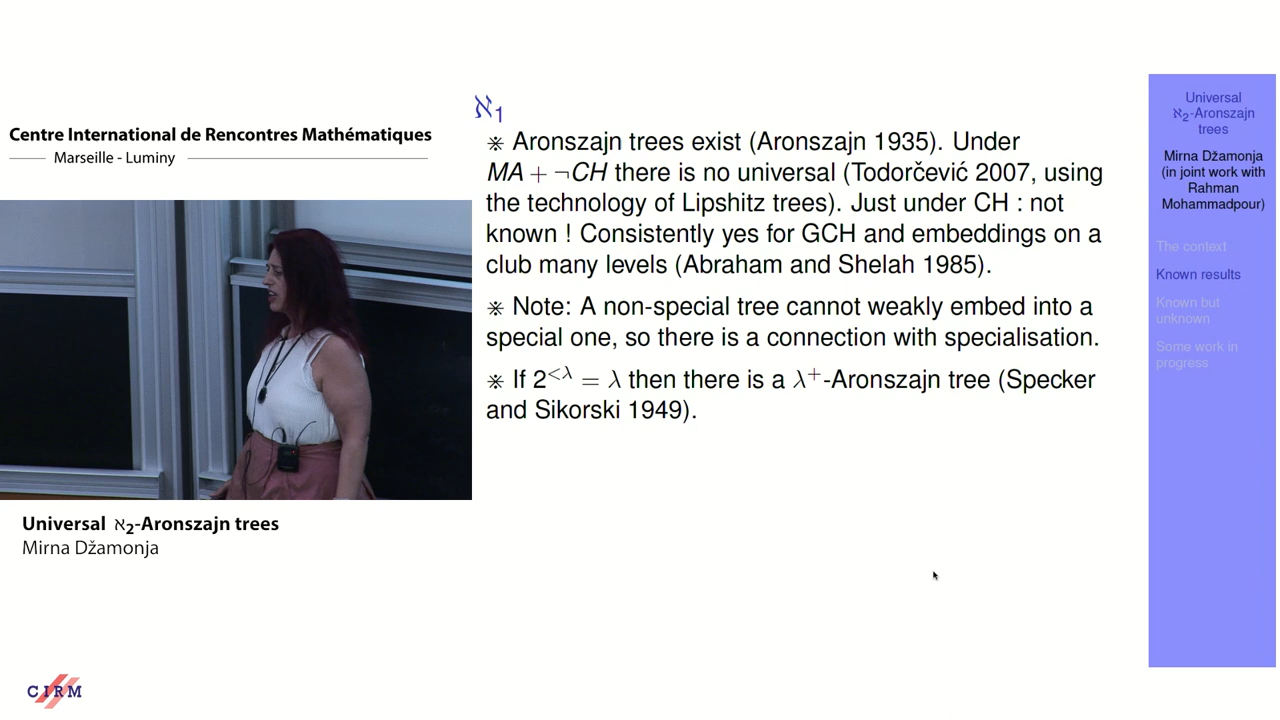 Centre International de Rencontres Mathématiques
Marseille - Luminy
Universal ℵ₂-Aronszajn trees
Mirna Džamonja
CIRM
ℵ₁
⋇ Aronszajn trees exist (Aronszajn 1935). Under
MA + ¬CH there is no universal (Todorčević 2007, using
the technology of Lipshitz trees). Just under CH : not
known ! Consistently yes for GCH and embeddings on a
club many levels (Abraham and Shelah 1985).
⋇ Note: A non-special tree cannot weakly embed into a
special one, so there is a connection with specialisation.
⋇ If 2^{<λ} = λ then there is a λ⁺-Aronszajn tree (Specker
and Sikorski 1949).
Universal
ℵ₂-Aronszajn
trees
Mirna Džamonja
(in joint work with
Rahman
Mohammadpour)
The context
Known results
Known but
unknown
Some work in
progress